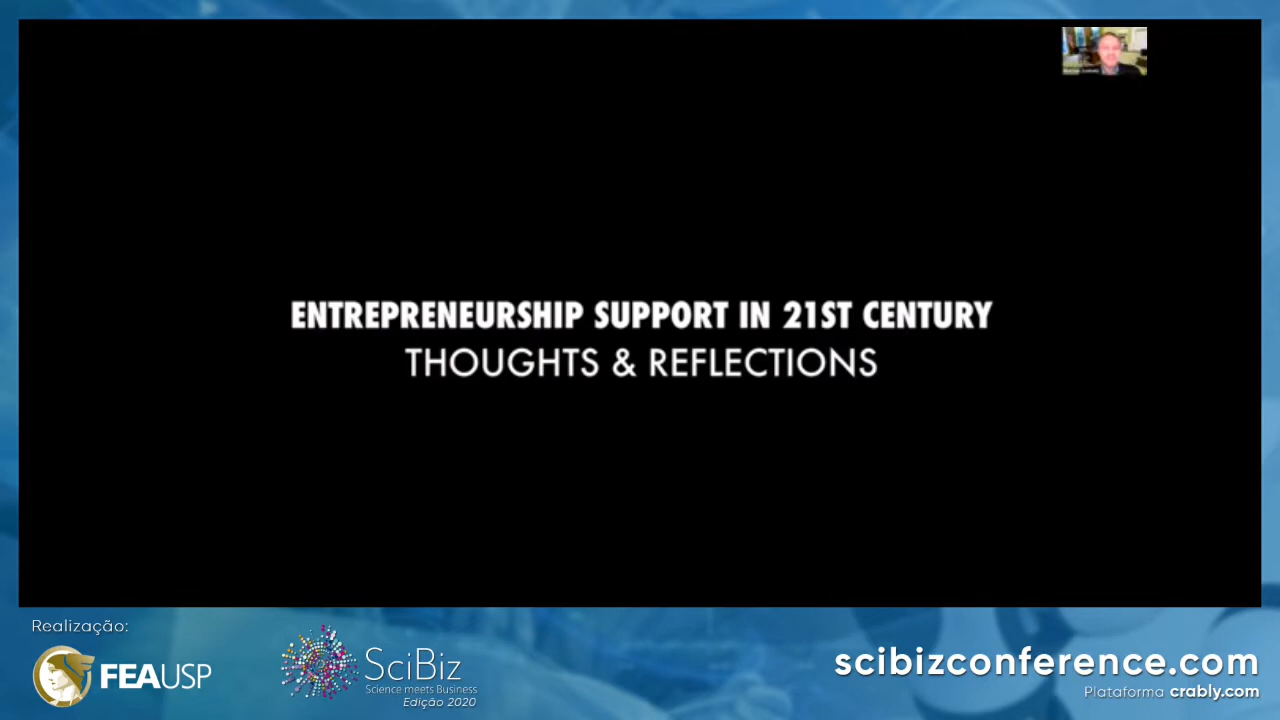 ENTREPRENEURSHIP SUPPORT IN 21ST CENTURY
THOUGHTS & REFLECTIONS
Realização:
FEAUSP
SciBiz
Science meets Business
Edição 2020
scibizconference.com
Plataforma crably.com